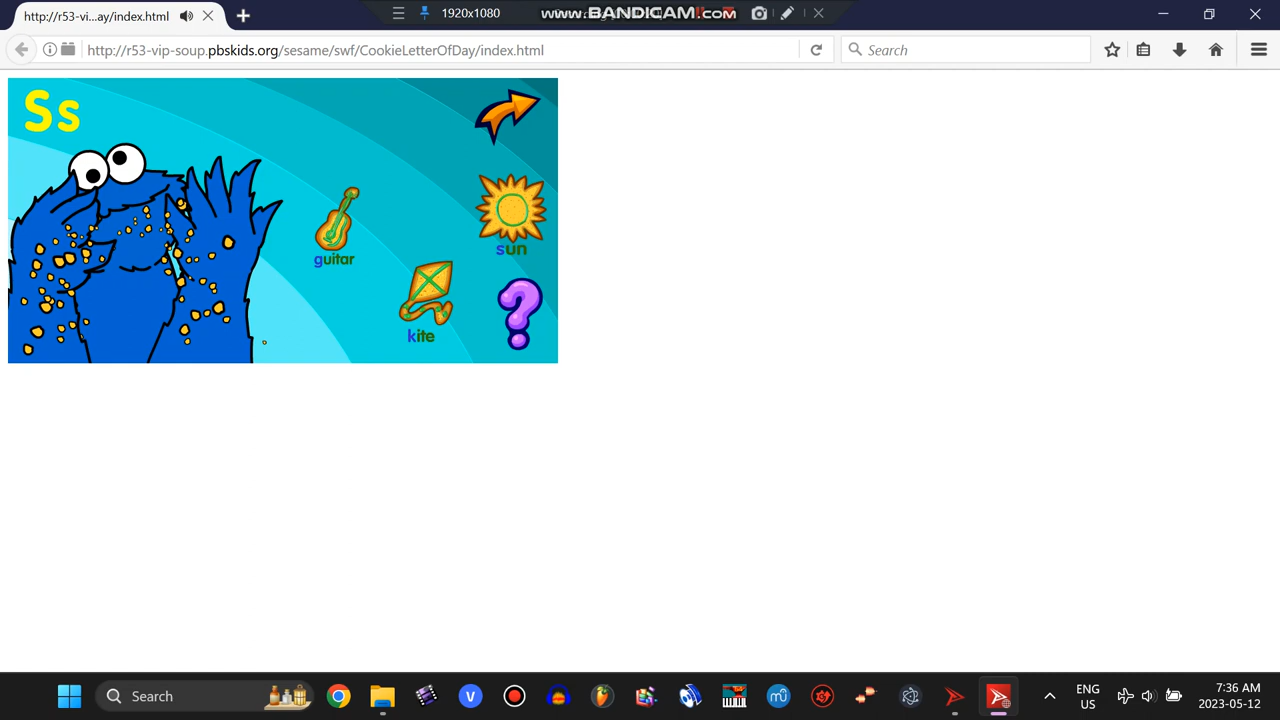 http://r53-vi...ay/index.html
1920x1080
www.BANDICAM.com
http://r53-vip-soup.pbskids.org/sesame/swf/CookieLetterOfDay/index.html
Search
Ss
guitar
sun
kite
Search
ENG
US
7:36 AM
2023-05-12